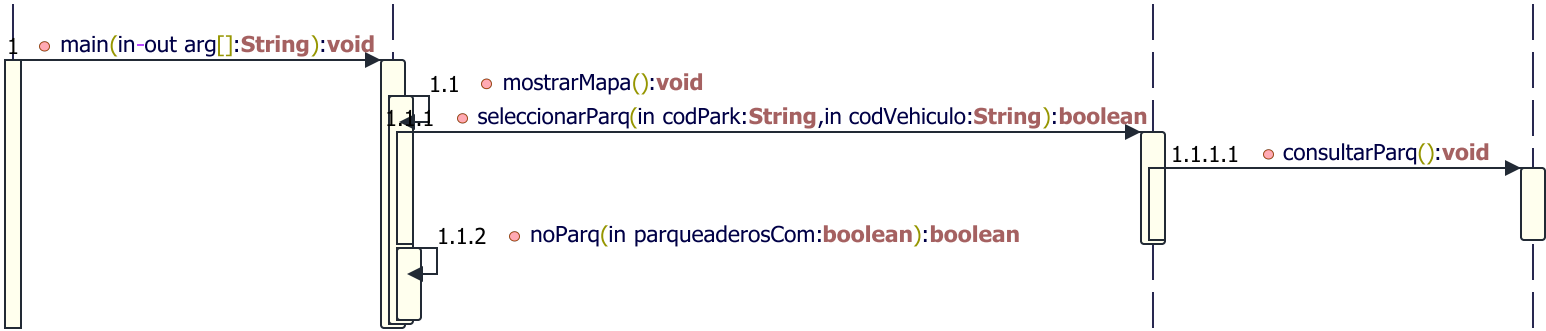 1 main(in-out arg[]:String):void
1.1 mostrarMapa():void
1.1.1 seleccionarParq(in codPark:String,in codVehiculo:String):boolean
1.1.1.1 consultarParq():void
1.1.2 noParq(in parqueaderosCom:boolean):boolean